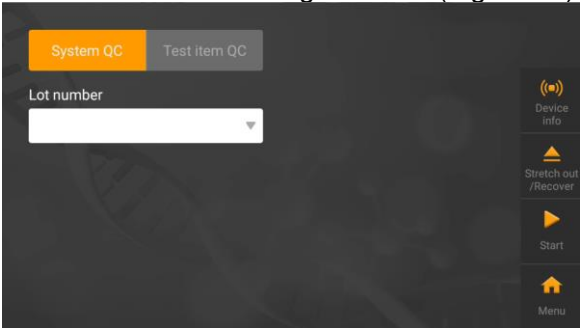 System QC
Test item QC
Lot number
Device
info
Stretch out
/Recover
Start
Menu